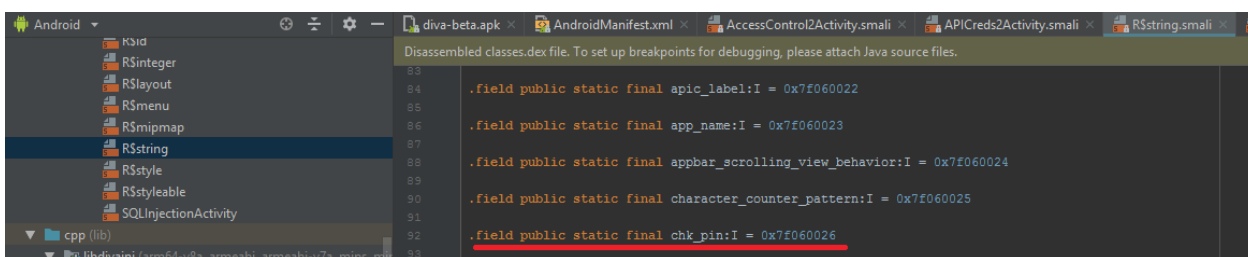 Android
diva-beta.apk
AndroidManifest.xml
AccessControl2Activity.smali
APICreds2Activity.smali
R$string.smali
R$id
R$integer
R$layout
R$menu
R$mipmap
R$string
R$style
R$styleable
SQLInjectionActivity
cpp (lib)
Disassembled classes.dex file. To set up breakpoints for debugging, please attach Java source files.
83
84 .field public static final apic_label:I = 0x7f060022
85
86 .field public static final app_name:I = 0x7f060023
87
88 .field public static final appbar_scrolling_view_behavior:I = 0x7f060024
89
90 .field public static final character_counter_pattern:I = 0x7f060025
91
92 .field public static final chk_pin:I = 0x7f060026
93